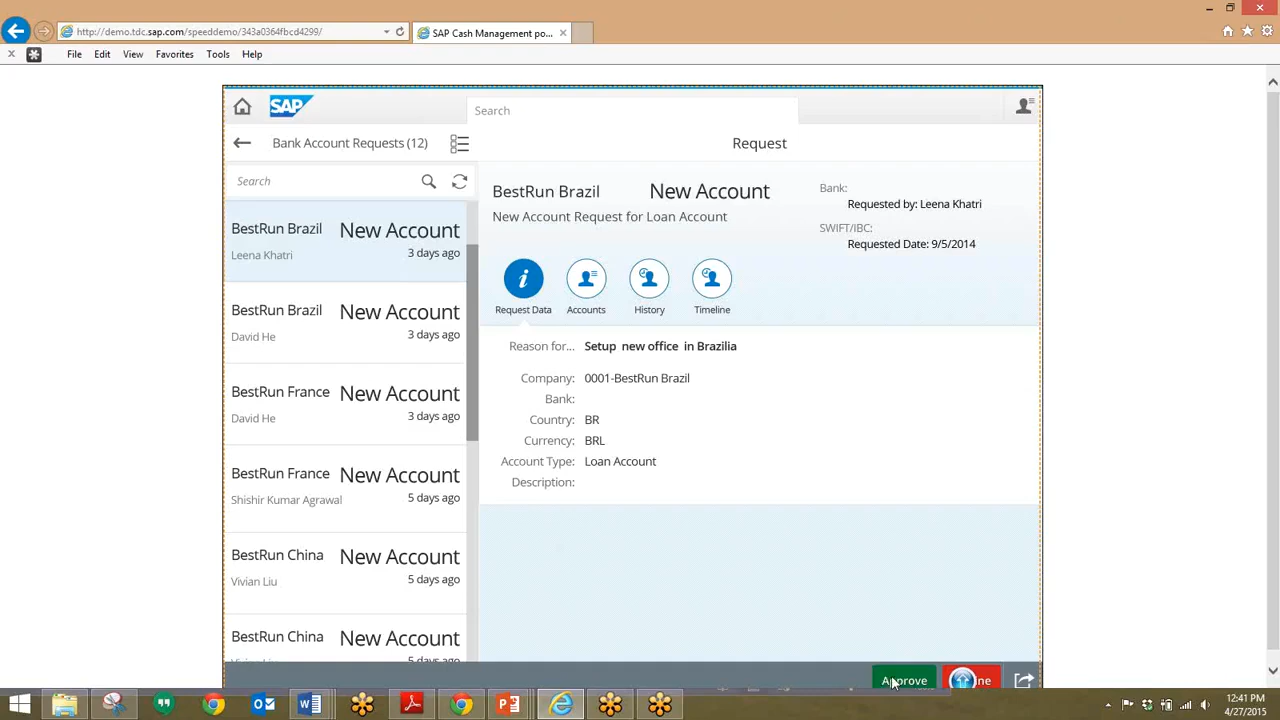 http://demo.tdc.sap.com/speeddemo/343a0364fbcd4299/
SAP Cash Management po...
File Edit View Favorites Tools Help
SAP
Search
Bank Account Requests (12)
Request
Search
BestRun Brazil New Account
Leena Khatri 3 days ago
BestRun Brazil New Account
David He 3 days ago
BestRun France New Account
David He 3 days ago
BestRun France New Account
Shishir Kumar Agrawal 5 days ago
BestRun China New Account
Vivian Liu 5 days ago
BestRun China New Account
5 days ago
BestRun Brazil New Account
New Account Request for Loan Account
Bank:
Requested by: Leena Khatri
SWIFT/IBC:
Requested Date: 9/5/2014
Request Data Accounts History Timeline
Reason for... Setup new office in Brazilia
Company: 0001-BestRun Brazil
Bank:
Country: BR
Currency: BRL
Account Type: Loan Account
Description:
Approve
12:41 PM
4/27/2015